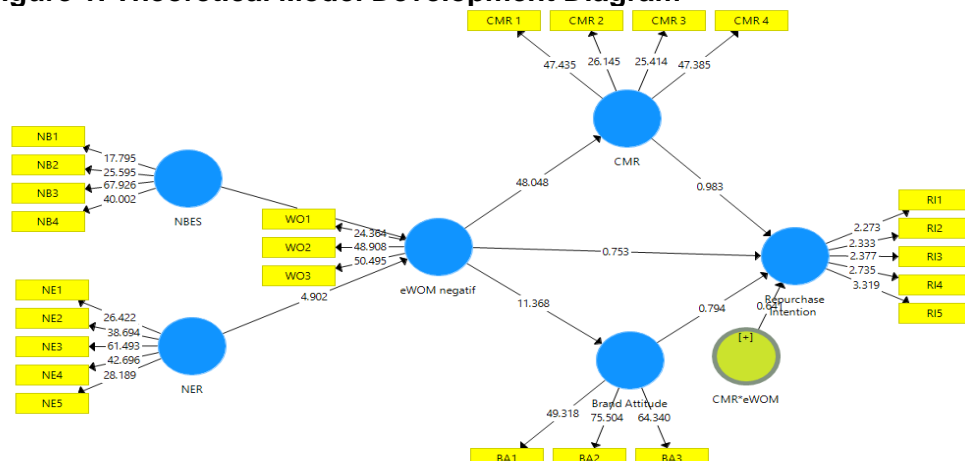 CMR 1
CMR 2
CMR 3
CMR 4
47.435
26.145
25.414
47.385
CMR
NB1
NB2
NB3
NB4
17.795
25.595
67.926
40.002
NBES
WO1
WO2
WO3
24.364
48.908
50.495
eWOM negatif
48.048
0.983
0.753
11.368
0.794
4.902
NE1
NE2
NE3
NE4
NE5
26.422
38.694
61.493
42.696
28.189
NER
RI1
RI2
RI3
RI4
RI5
2.273
2.333
2.377
2.735
3.319
Repurchase
Intention
[+]
CMR*eWOM
Brand Attitude
49.318
75.504
64.340
BA1
BA2
BA3